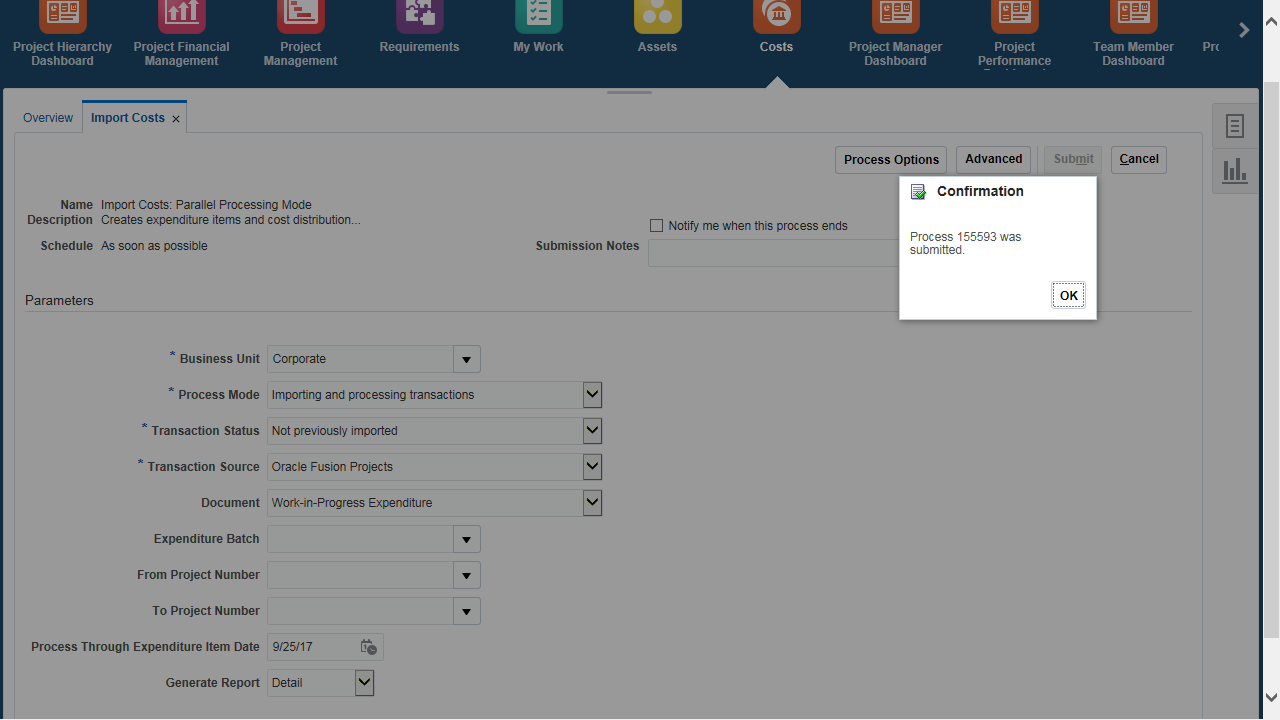 Project Hierarchy
Dashboard
Project Financial
Management
Project
Management
Requirements
My Work
Assets
Costs
Project Manager
Dashboard
Project
Performance
Team Member
Dashboard
Overview
Import Costs
Process Options
Advanced
Submit
Cancel
Name Import Costs: Parallel Processing Mode
Description Creates expenditure items and cost distribution...
Schedule As soon as possible
Notify me when this process ends
Submission Notes
Confirmation
Process 155593 was
submitted.
OK
Parameters
* Business Unit Corporate
* Process Mode Importing and processing transactions
* Transaction Status Not previously imported
* Transaction Source Oracle Fusion Projects
Document Work-in-Progress Expenditure
Expenditure Batch
From Project Number
To Project Number
Process Through Expenditure Item Date 9/25/17
Generate Report Detail